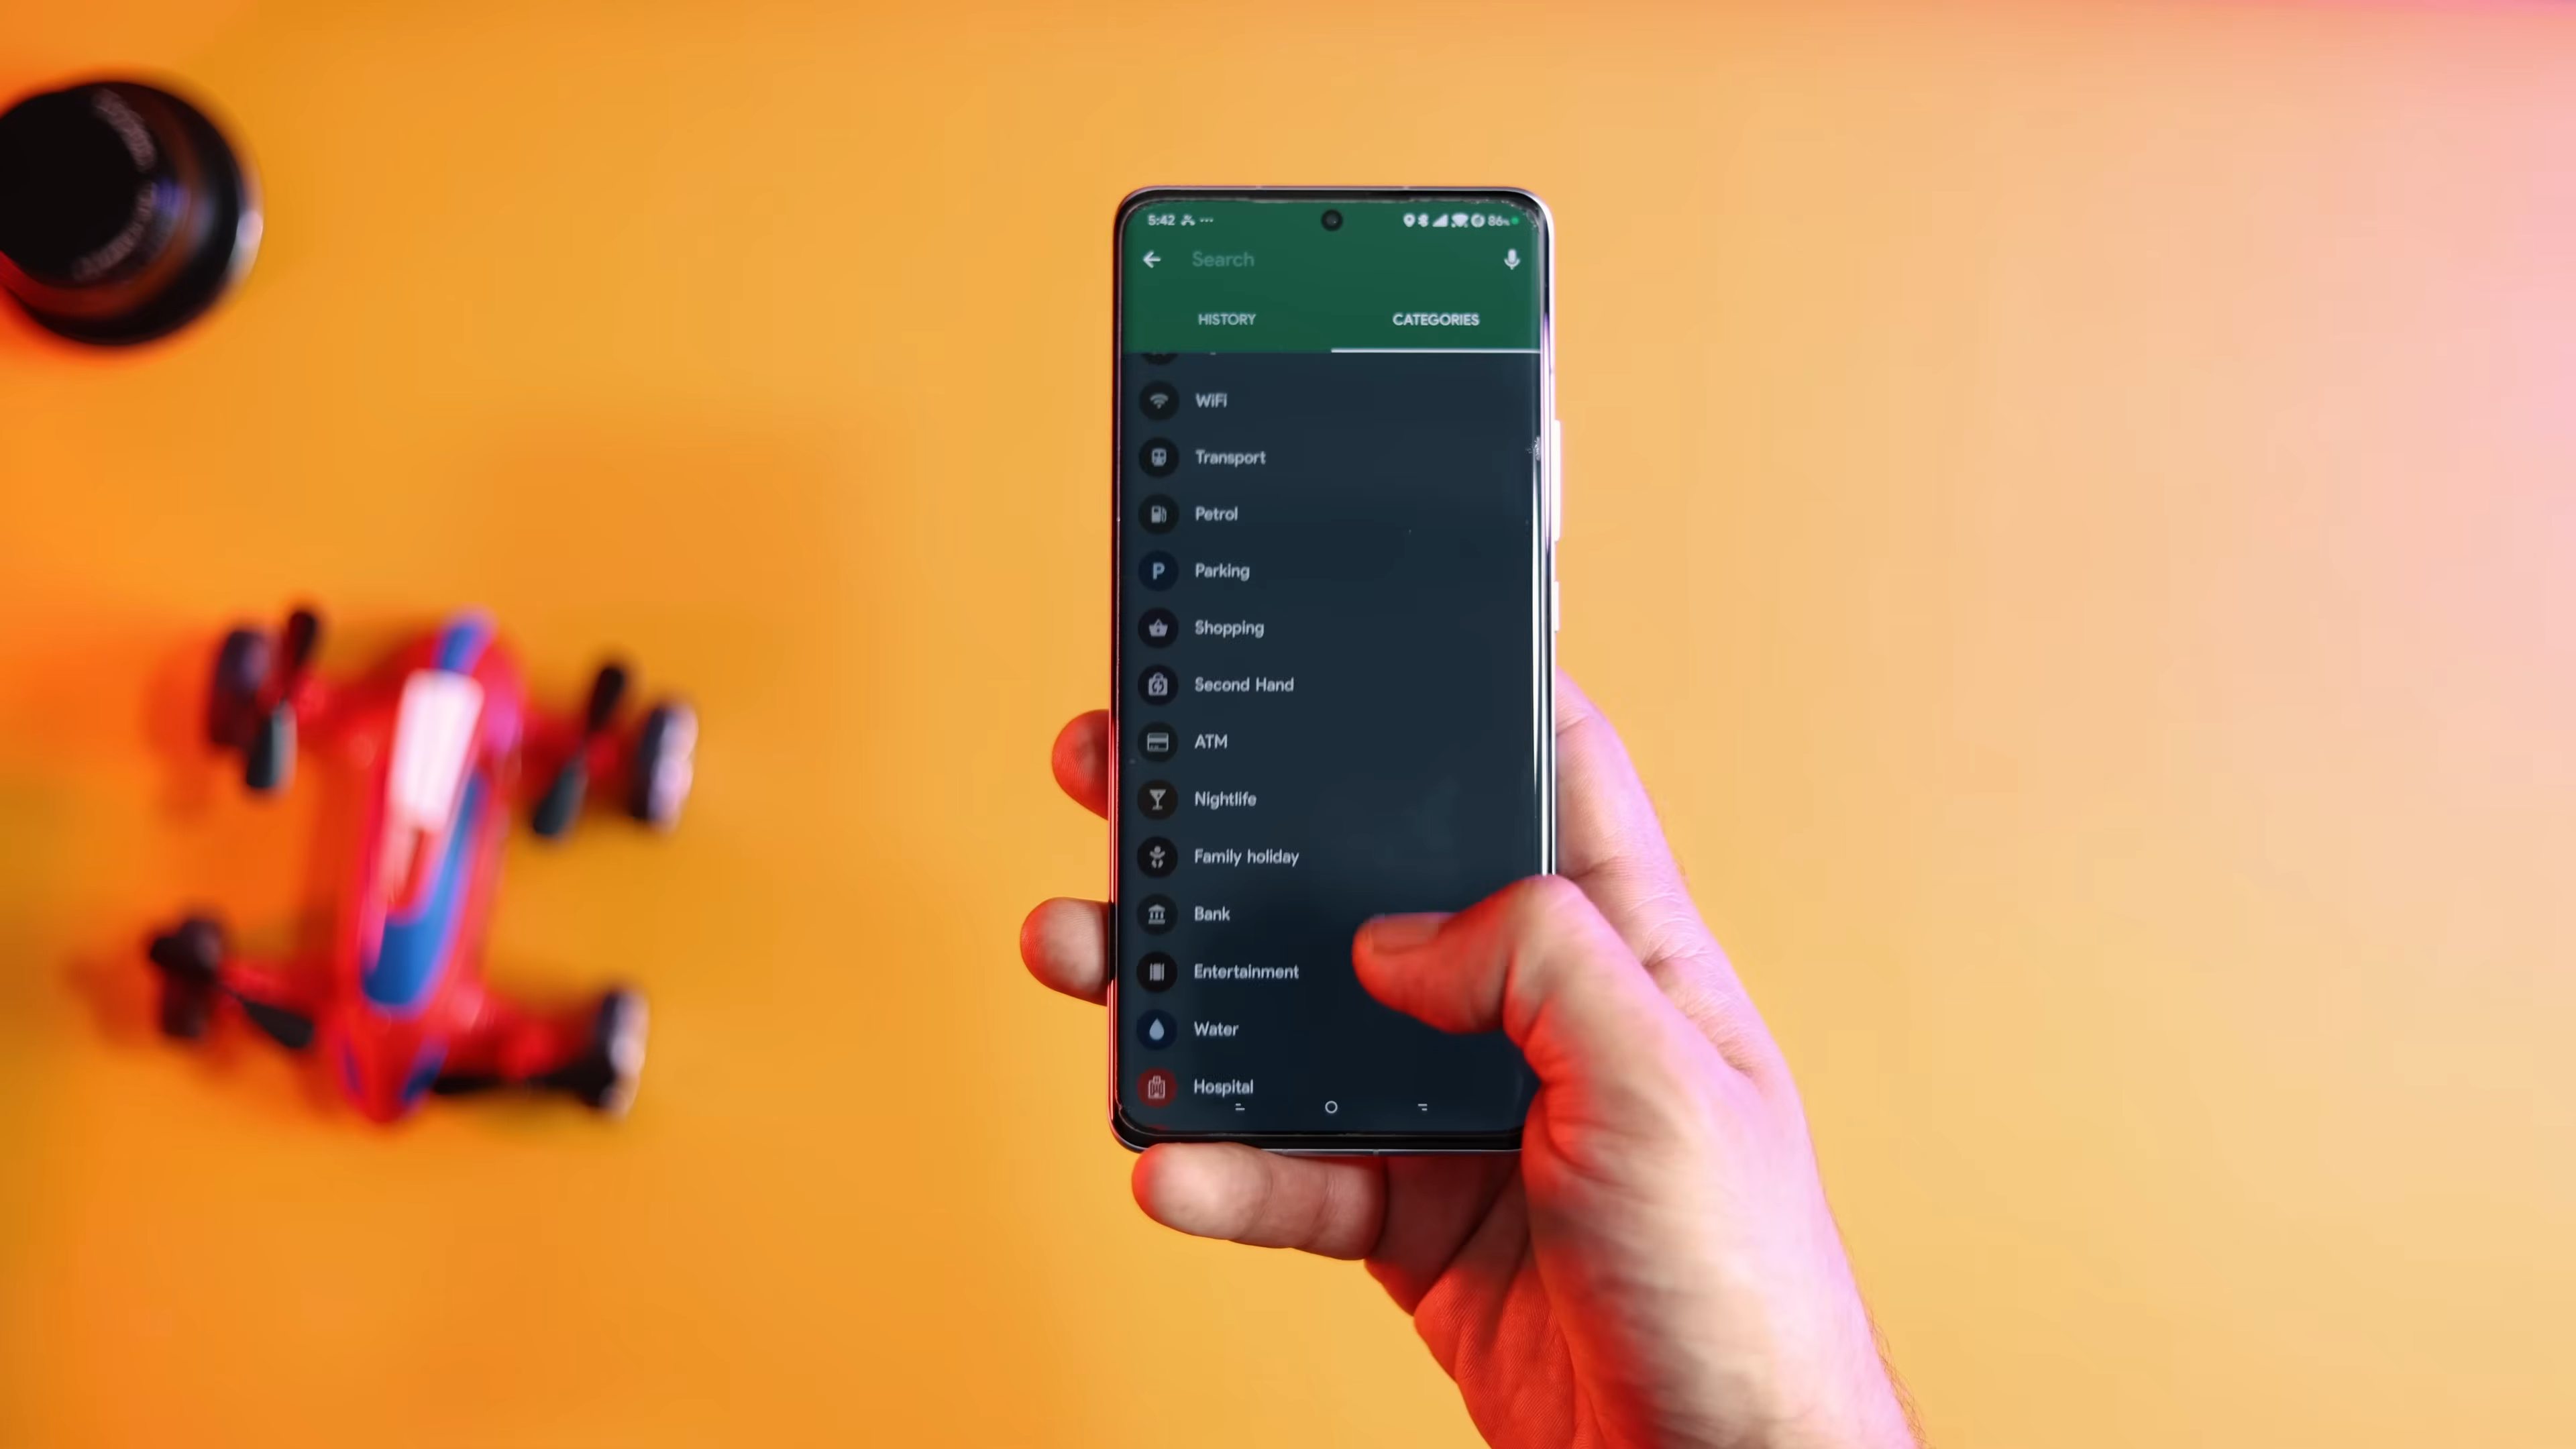 5:42 ... 86%
Search
HISTORY CATEGORIES
WiFi
Transport
Petrol
P Parking
Shopping
Second Hand
ATM
Nightlife
Family holiday
Bank
Entertainment
Water
Hospital